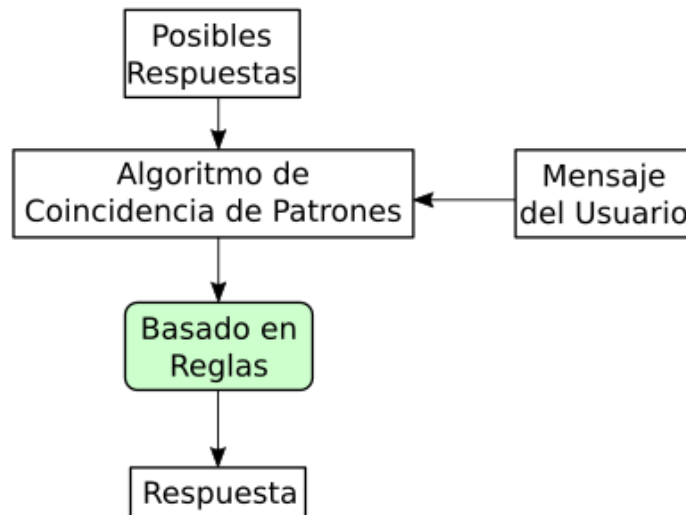 Posibles
Respuestas
Algoritmo de
Coincidencia de Patrones
Mensaje
del Usuario
Basado en
Reglas
Respuesta